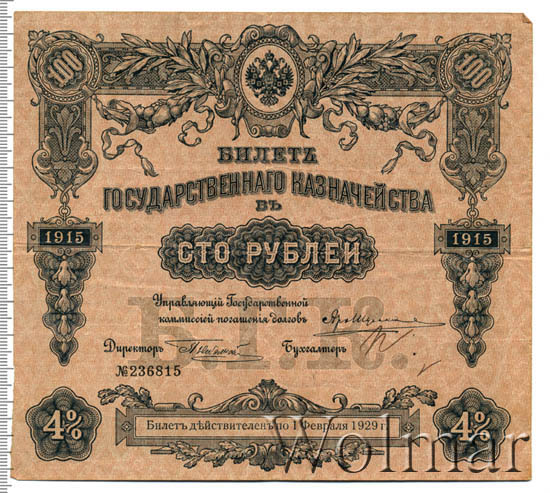 100 100
БИЛЕТЪ
ГОСУДАРСТВЕННАГО КАЗНАЧЕЙСТВА
ВЪ
1915 СТО РУБЛЕЙ 1915
Управляющій Государственной
коммиссіей погашенія долговъ
Директоръ Бухгалтеръ
№236815
4% 4%
Билетъ дѣйствителенъ по 1 Февраля 1929 г.
Wolmar